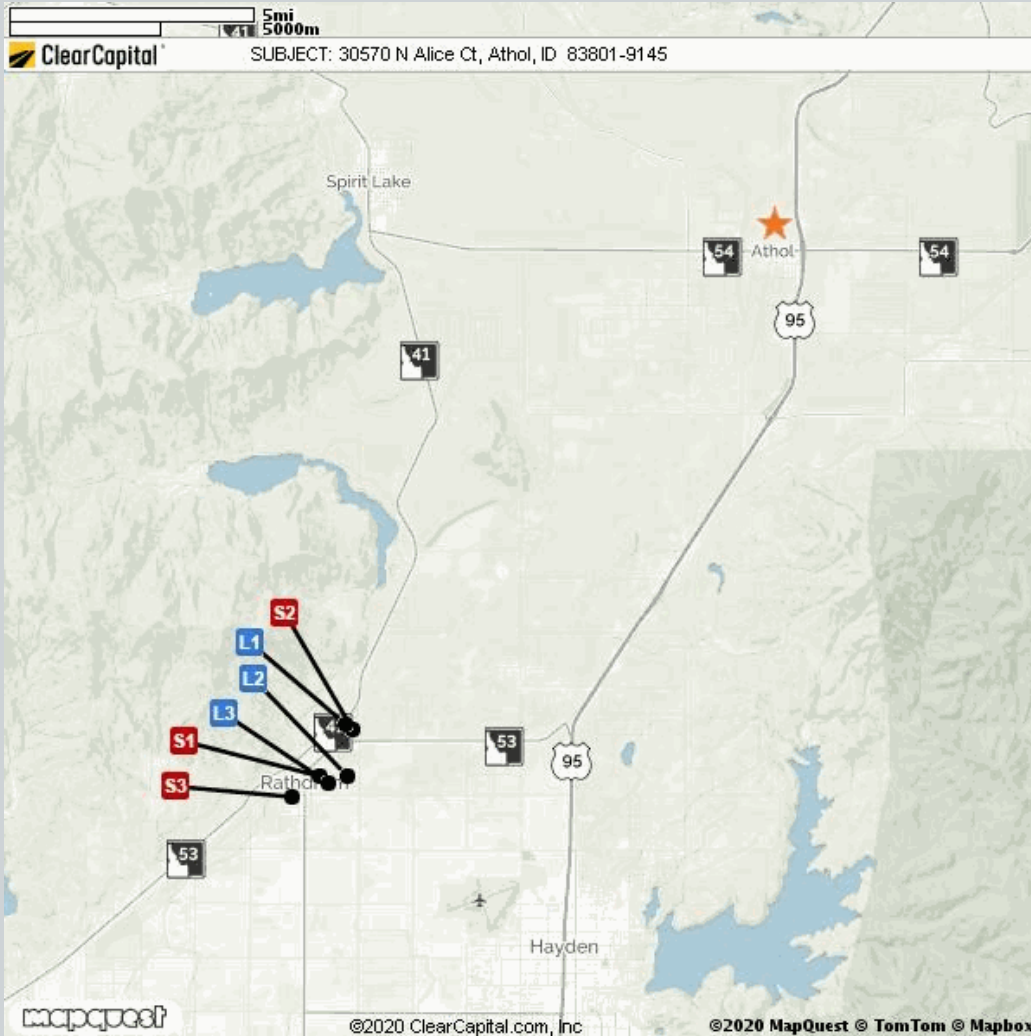 5mi
41 5000m
ClearCapital SUBJECT: 30570 N Alice Ct, Athol, ID 83801-9145
Spirit Lake
54 Athol 54
95
41
S2
L1
L2
L3
S1 53
95
Rathdrum
S3
53
Hayden
mapquest ©2020 ClearCapital.com, Inc ©2020 MapQuest © TomTom © Mapbox